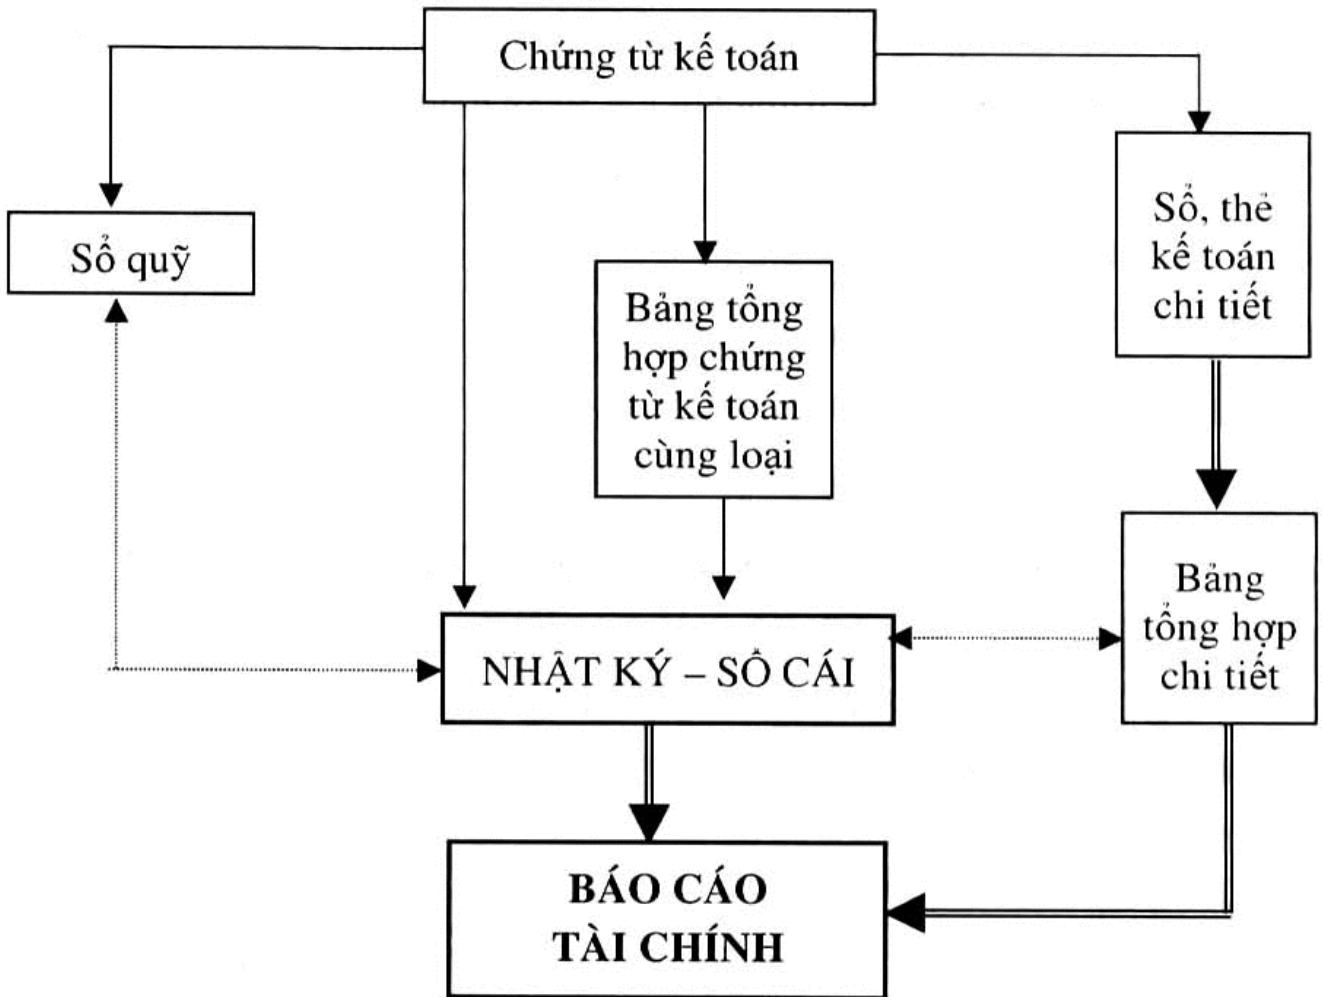 Chứng từ kế toán
Sổ quỹ
Bảng tổng
hợp chứng
từ kế toán
cùng loại
Sổ, thẻ
kế toán
chi tiết
Bảng
tổng hợp
chi tiết
NHẬT KÝ – SỔ CÁI
BÁO CÁO
TÀI CHÍNH